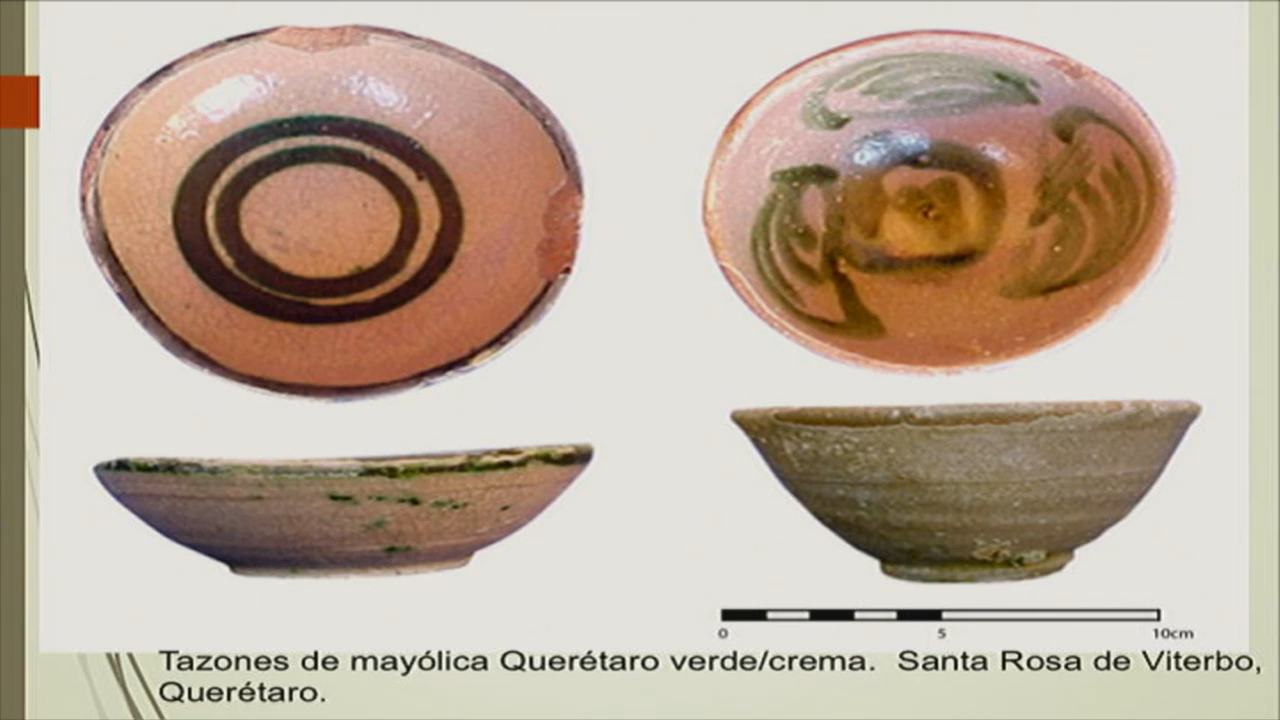 0 5 10cm
Tazones de mayólica Querétaro verde/crema. Santa Rosa de Viterbo,
Querétaro.